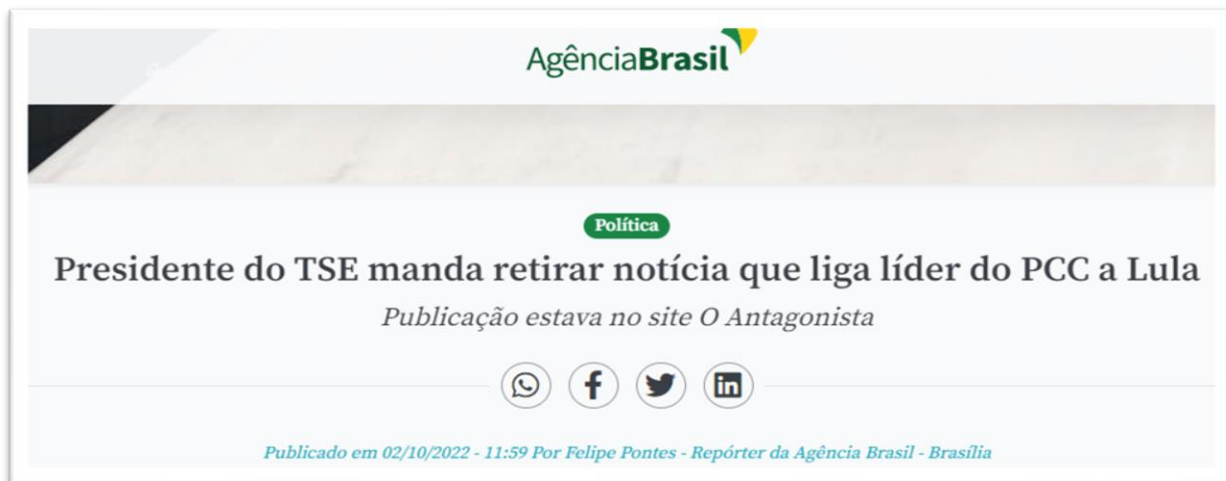 AgênciaBrasil
Política
Presidente do TSE manda retirar notícia que liga líder do PCC a Lula
Publicação estava no site O Antagonista
Publicado em 02/10/2022 - 11:59 Por Felipe Pontes - Repórter da Agência Brasil - Brasília